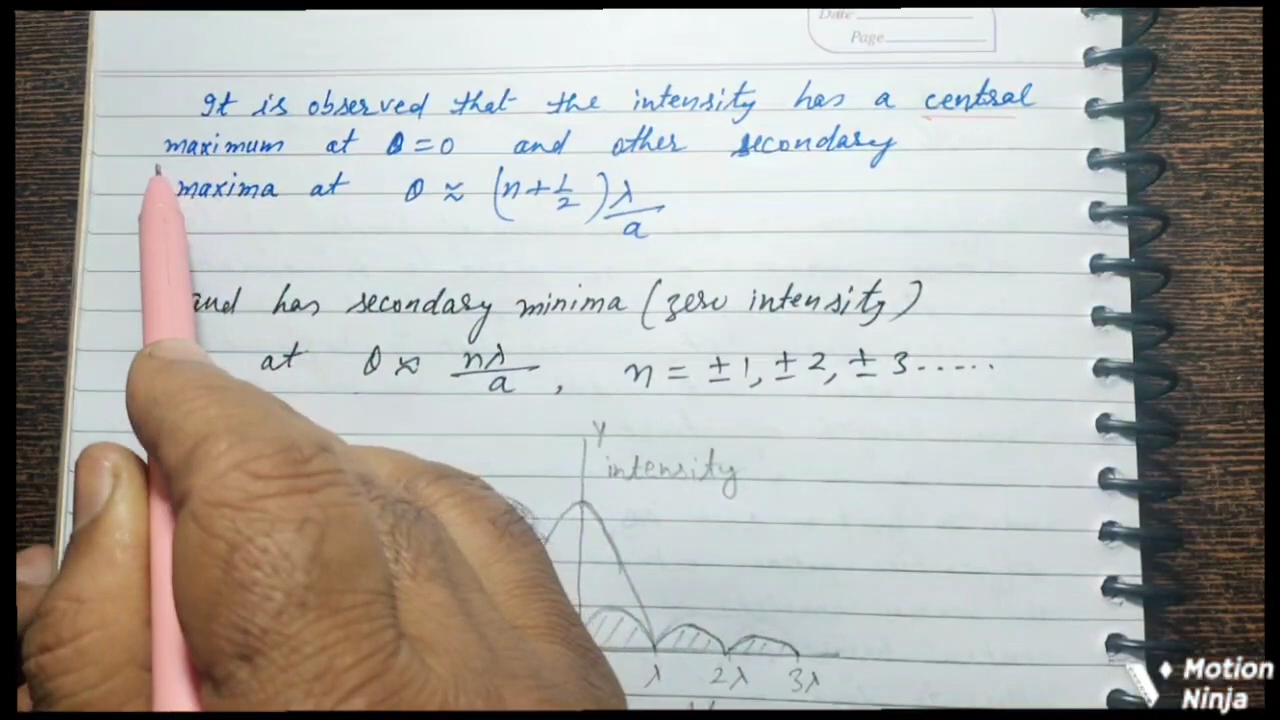 Date
Page
It is observed that the intensity has a central
maximum at θ = 0 and other secondary
maxima at θ ≈ (n + 1/2) λ/a
and has secondary minima (zero intensity)
at θ ≈ nλ/a, n = ±1, ±2, ±3.....
Y
intensity
λ 2λ 3λ
Motion
Ninja